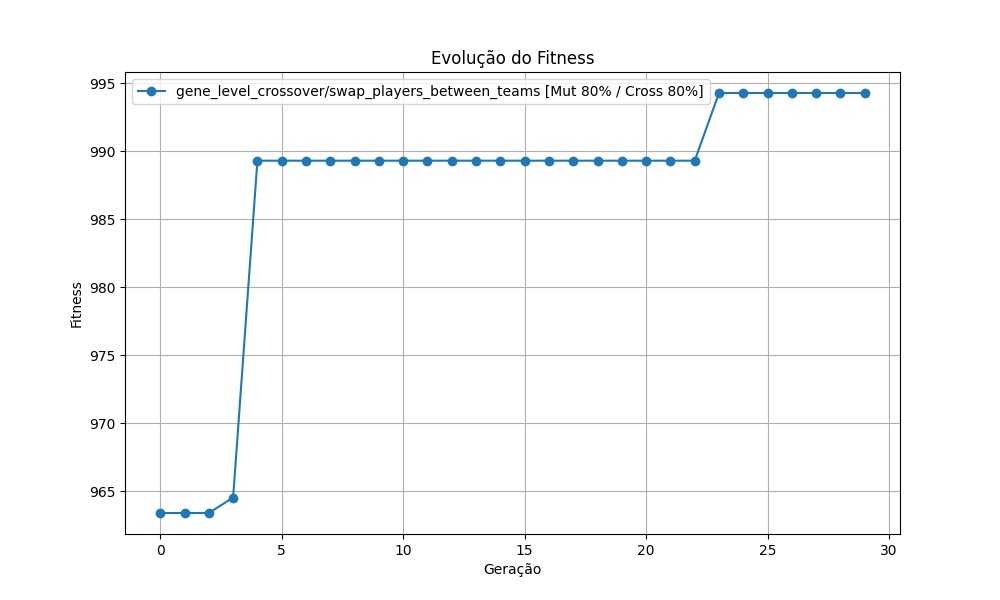 Evolução do Fitness
gene_level_crossover/swap_players_between_teams [Mut 80% / Cross 80%]
995
990
985
980
975
970
965
Fitness
0 5 10 15 20 25 30
Geração